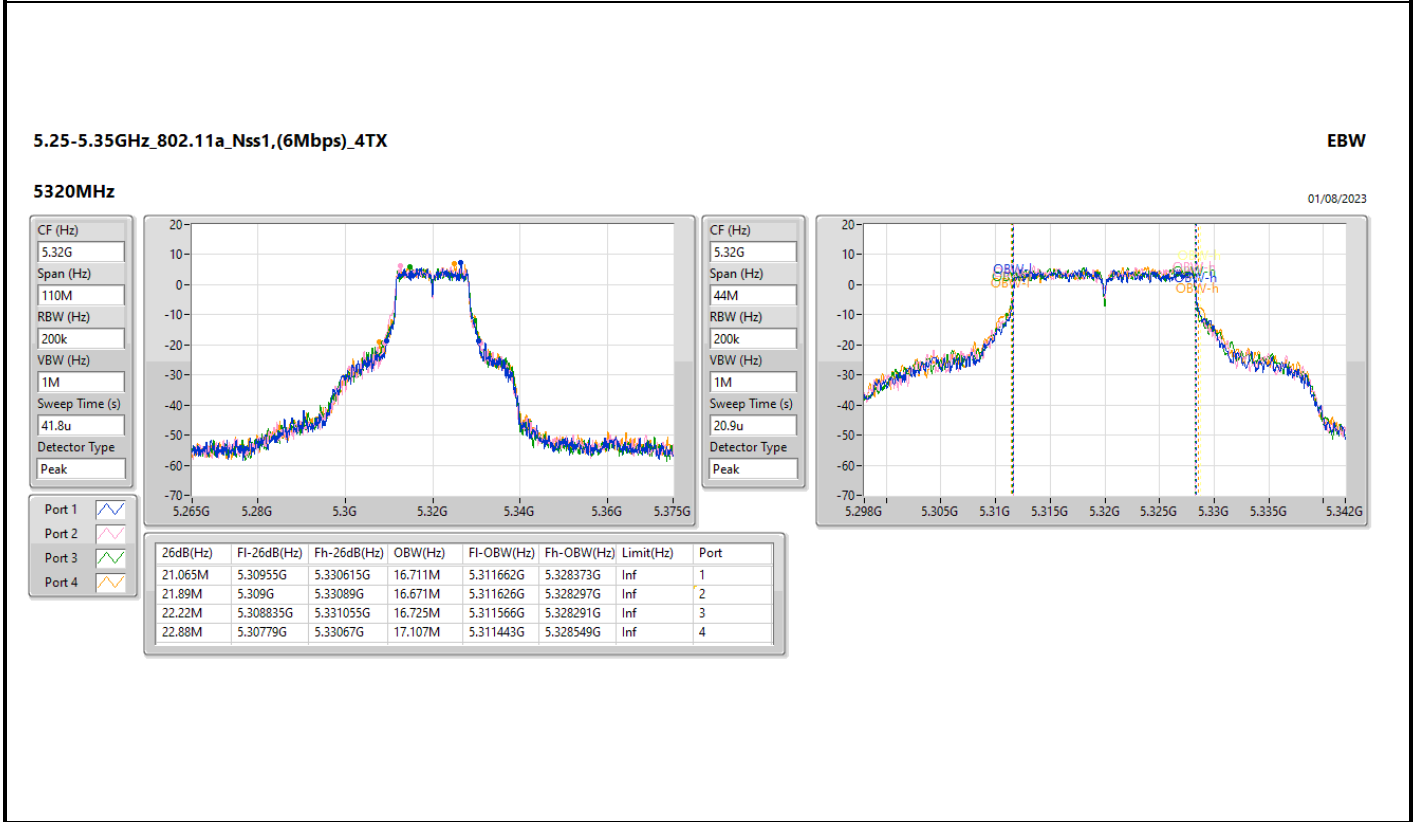 5.25-5.35GHz_802.11a_Nss1,(6Mbps)_4TX
EBW
5320MHz
01/08/2023
CF (Hz)
5.32G
Span (Hz)
110M
RBW (Hz)
200k
VBW (Hz)
1M
Sweep Time (s)
41.8u
Detector Type
Peak
20
10
0
-10
-20
-30
-40
-50
-60
-70
5.265G 5.28G 5.3G 5.32G 5.34G 5.36G 5.375G
CF (Hz)
5.32G
Span (Hz)
44M
RBW (Hz)
200k
VBW (Hz)
1M
Sweep Time (s)
20.9u
Detector Type
Peak
20
10
0
-10
-20
-30
-40
-50
-60
-70
OBW-h
OBW-h
5.298G 5.305G 5.31G 5.315G 5.32G 5.325G 5.33G 5.335G 5.342G
Port 1
Port 2
Port 3
Port 4
26dB(Hz) Fl-26dB(Hz) Fh-26dB(Hz) OBW(Hz) Fl-OBW(Hz) Fh-OBW(Hz) Limit(Hz) Port
21.065M 5.30955G 5.330615G 16.711M 5.311662G 5.328373G Inf 1
21.89M 5.309G 5.33089G 16.671M 5.311626G 5.328297G Inf 2
22.22M 5.308835G 5.331055G 16.725M 5.311566G 5.328291G Inf 3
22.88M 5.30779G 5.33067G 17.107M 5.311443G 5.328549G Inf 4